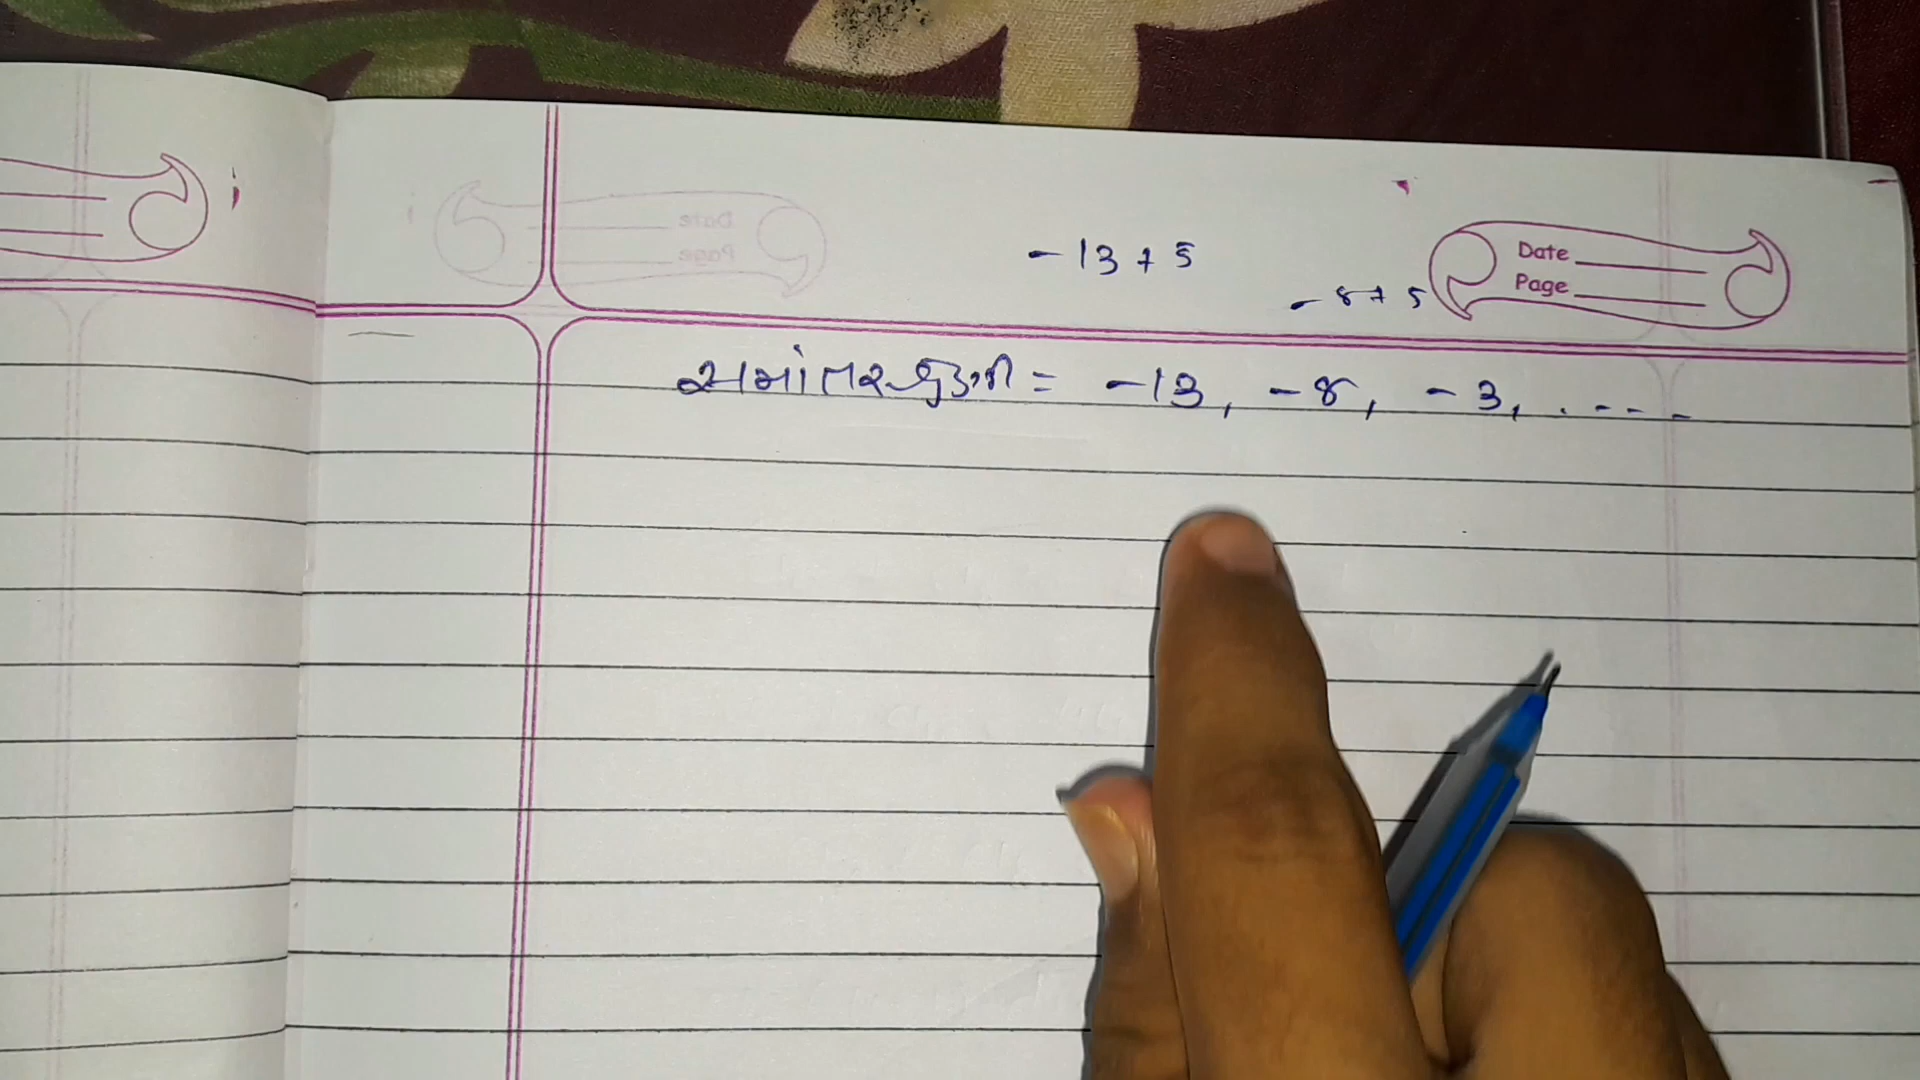 - 13 + 5
- 8 + 5
Date
Page
સમાંતર શ્રેણી = -13, -8, -3, . - - -